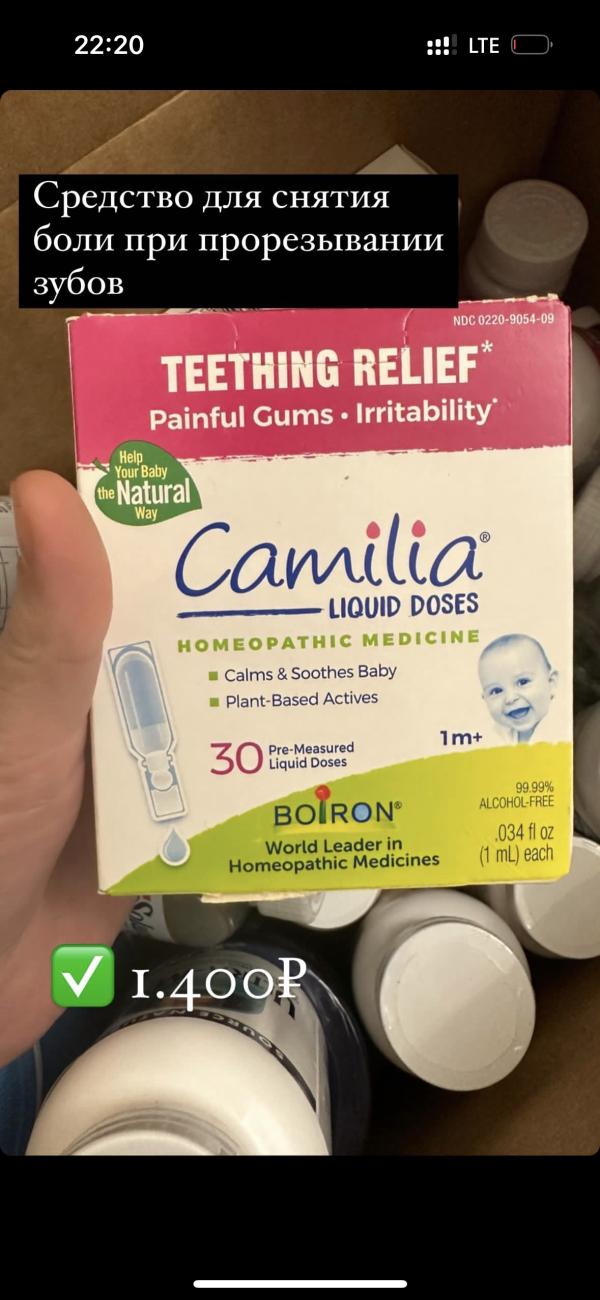 22:20
LTE
Средство для снятия
боли при прорезывании
зубов
NDC 0220-9054-09
TEETHING RELIEF*
Painful Gums • Irritability*
Help
Your Baby
the Natural
Way
Camilia®
LIQUID DOSES
HOMEOPATHIC MEDICINE
Calms & Soothes Baby
Plant-Based Actives
30 Pre-Measured
Liquid Doses
1m+
BOIRON®
World Leader in
Homeopathic Medicines
99.99%
ALCOHOL-FREE
.034 fl oz
(1 mL) each
✅ 1.400₽